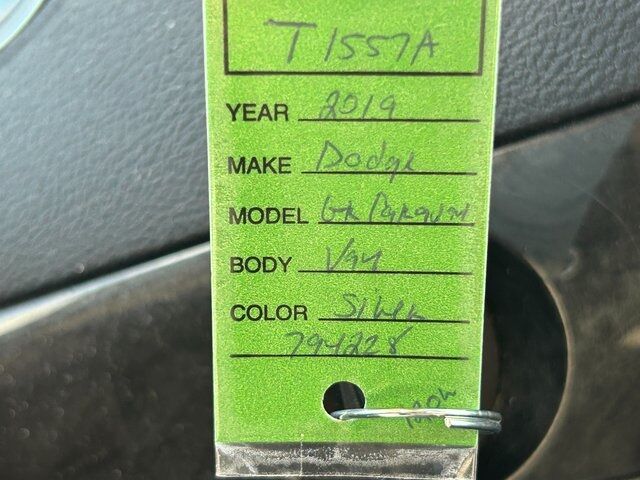 T1557A
YEAR 2019
MAKE Dodge
MODEL GR Caravan
BODY Van
COLOR Silver
794228